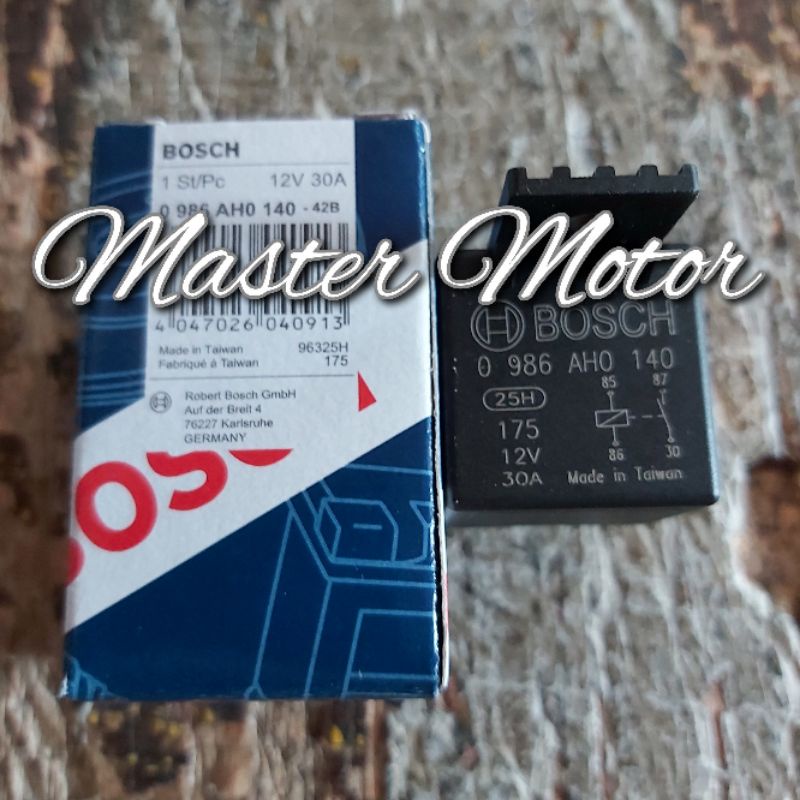 BOSCH
1 St/Pc 12V 30A
0 986 AH0 140 - 42B
4 047026 040913
Made in Taiwan 96325H
Fabriqué à Taiwan 175
Robert Bosch GmbH
Auf der Breit 4
76227 Karlsruhe
GERMANY
Master Motor
BOSCH
0 986 AH0 140
25H
85 87
175
12V
86 30
30A Made in Taiwan